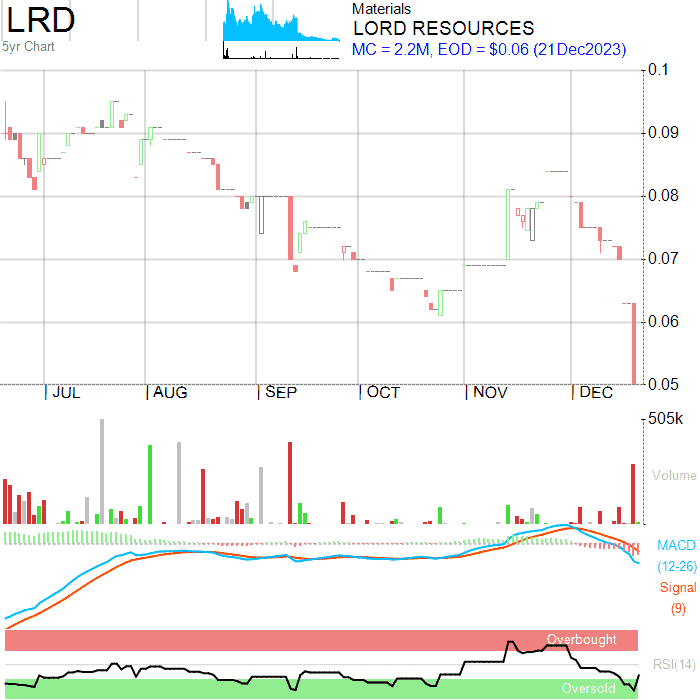 LRD
5yr Chart
Materials
LORD RESOURCES
MC = 2.2M, EOD = $0.06 (21Dec2023)
0.1
0.09
0.08
0.07
0.06
0.05
JUL AUG SEP OCT NOV DEC
505k
Volume
MACD
(12-26)
Signal
(9)
Overbought
RSI(14)
Oversold